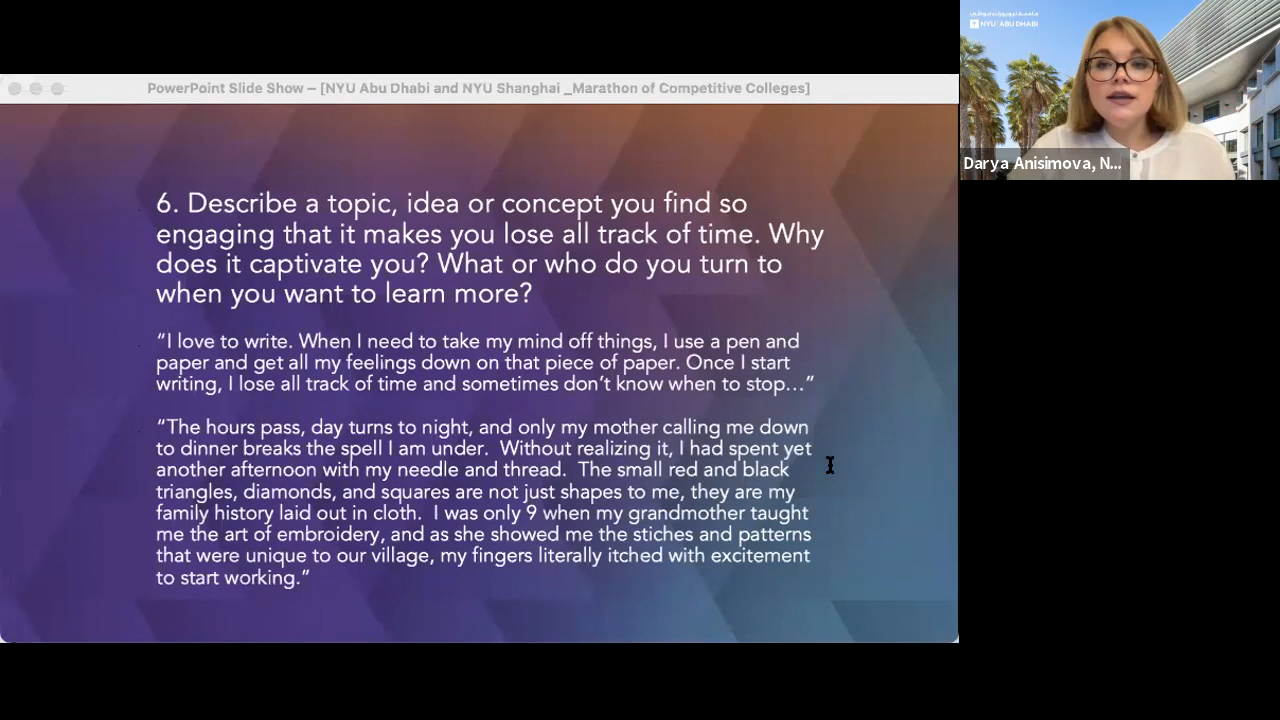 PowerPoint Slide Show – [NYU Abu Dhabi and NYU Shanghai _Marathon of Competitive Colleges]
NYU ABU DHABI
Darya Anisimova, N...
6. Describe a topic, idea or concept you find so
engaging that it makes you lose all track of time. Why
does it captivate you? What or who do you turn to
when you want to learn more?
“I love to write. When I need to take my mind off things, I use a pen and
paper and get all my feelings down on that piece of paper. Once I start
writing, I lose all track of time and sometimes don’t know when to stop…”
“The hours pass, day turns to night, and only my mother calling me down
to dinner breaks the spell I am under.  Without realizing it, I had spent yet
another afternoon with my needle and thread.  The small red and black
triangles, diamonds, and squares are not just shapes to me, they are my
family history laid out in cloth.  I was only 9 when my grandmother taught
me the art of embroidery, and as she showed me the stiches and patterns
that were unique to our village, my fingers literally itched with excitement
to start working.”